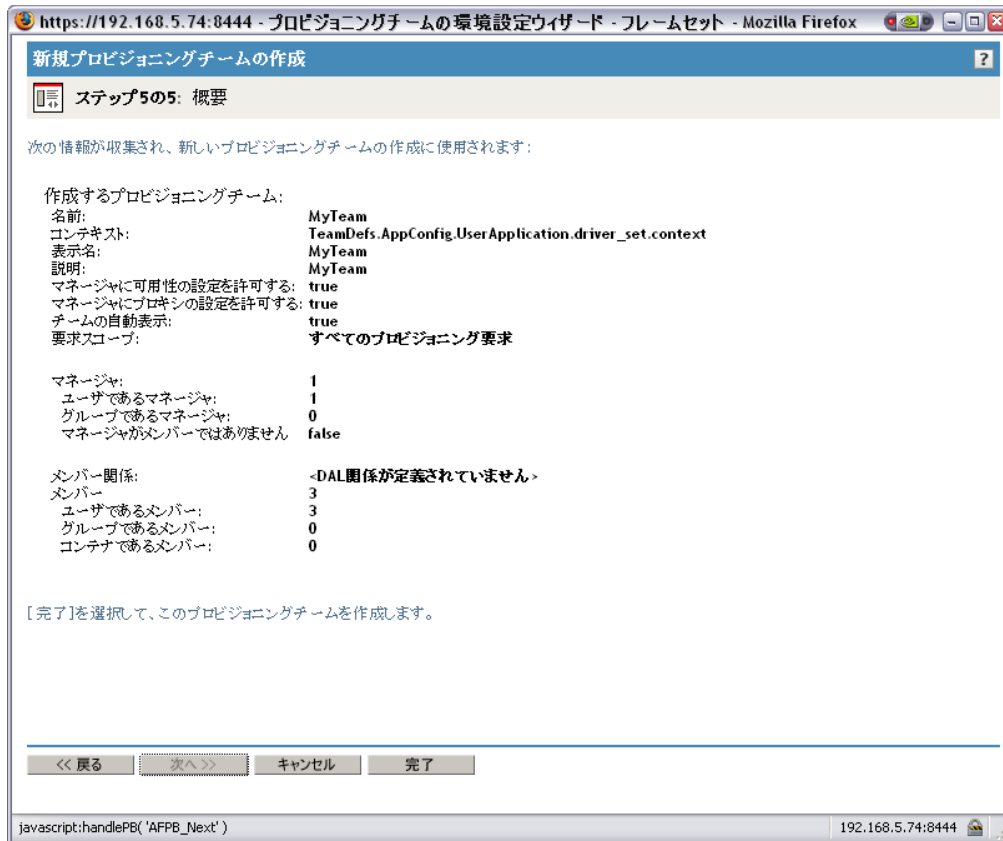 https://192.168.5.74:8444 - プロビジョニングチームの環境設定ウィザード - フレームセット - Mozilla Firefox
新規プロビジョニングチームの作成
?
ステップ5の5: 概要
次の情報が収集され、新しいプロビジョニングチームの作成に使用されます:
作成するプロビジョニングチーム:
名前: MyTeam
コンテキスト: TeamDefs.AppConfig.UserApplication.driver_set.context
表示名: MyTeam
説明: MyTeam
マネージャに可用性の設定を許可する: true
マネージャにプロキシの設定を許可する: true
チームの自動表示: true
要求スコープ: すべてのプロビジョニング要求
マネージャ: 1
ユーザであるマネージャ: 1
グループであるマネージャ: 0
マネージャがメンバーではありません false
メンバー関係: <DAL関係が定義されていません>
メンバー 3
ユーザであるメンバー: 3
グループであるメンバー: 0
コンテナであるメンバー: 0
[完了]を選択して、このプロビジョニングチームを作成します。
<< 戻る 次へ >> キャンセル 完了
javascript:handlePB( 'AFPB_Next' ) 192.168.5.74:8444